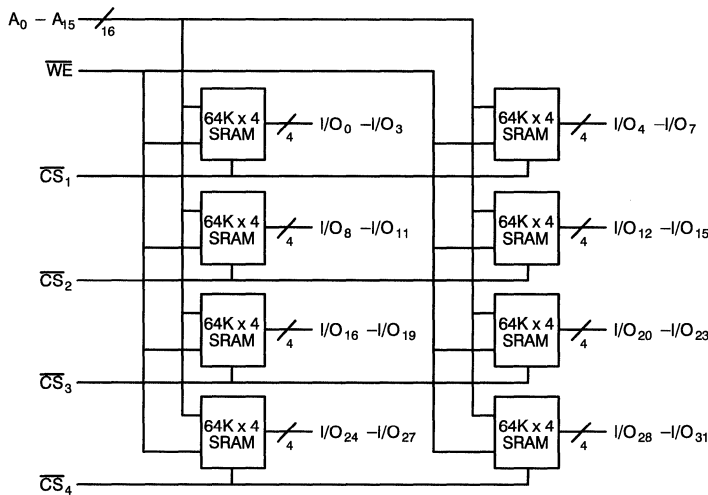 A₀ – A₁₅ 16
WE
64K x 4
SRAM
4
I/O₀ –I/O₃
64K x 4
SRAM
4
I/O₄ –I/O₇
CS₁
64K x 4
SRAM
4
I/O₈ –I/O₁₁
64K x 4
SRAM
4
I/O₁₂ –I/O₁₅
CS₂
64K x 4
SRAM
4
I/O₁₆ –I/O₁₉
64K x 4
SRAM
4
I/O₂₀ –I/O₂₃
CS₃
64K x 4
SRAM
4
I/O₂₄ –I/O₂₇
64K x 4
SRAM
4
I/O₂₈ –I/O₃₁
CS₄